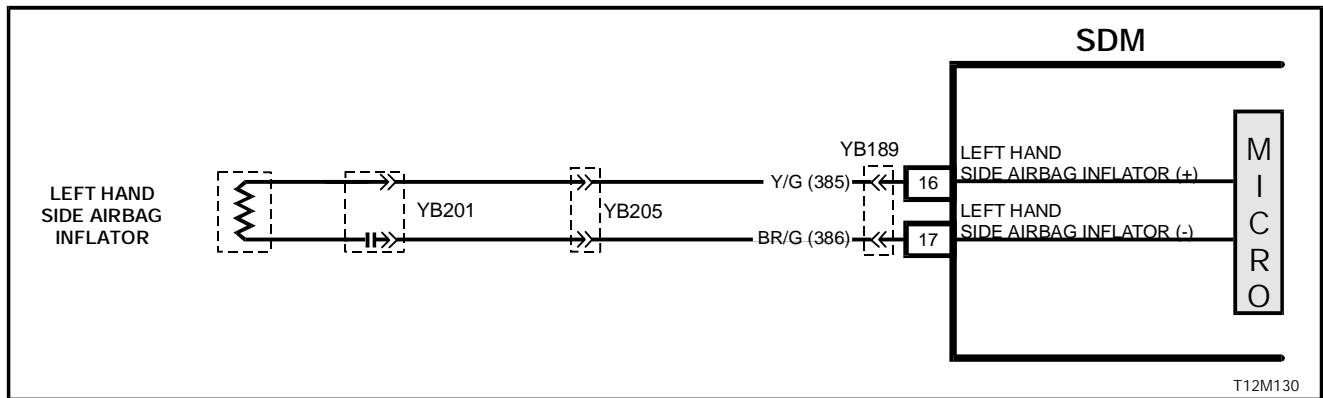 SDM
YB189
LEFT HAND
SIDE AIRBAG INFLATOR (+)
Y/G (385)
16
LEFT HAND
SIDE AIRBAG
INFLATOR
YB201
YB205
LEFT HAND
SIDE AIRBAG INFLATOR (-)
BR/G (386)
17
MICRO
T12M130